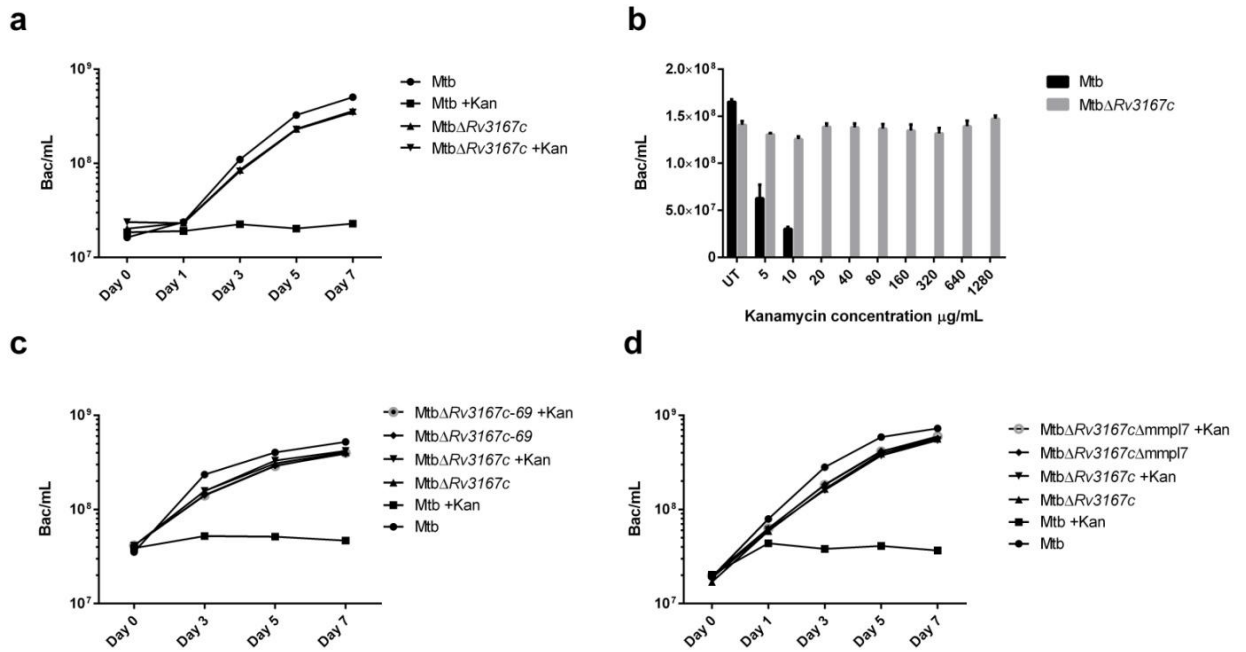 a
10⁹
10⁸
10⁷
Bac/mL
Day 0
Day 1
Day 3
Day 5
Day 7
Mtb
Mtb +Kan
MtbΔRv3167c
MtbΔRv3167c +Kan
b
2.0×10⁸
1.5×10⁸
1.0×10⁸
5.0×10⁷
0
Bac/mL
UT
5
10
20
40
80
160
320
640
1280
Kanamycin concentration μg/mL
Mtb
MtbΔRv3167c
c
10⁹
10⁸
10⁷
Bac/mL
Day 0
Day 3
Day 5
Day 7
MtbΔRv3167c-69 +Kan
MtbΔRv3167c-69
MtbΔRv3167c +Kan
MtbΔRv3167c
Mtb +Kan
Mtb
d
10⁹
10⁸
10⁷
Bac/mL
Day 0
Day 1
Day 3
Day 5
Day 7
MtbΔRv3167cΔmmpl7 +Kan
MtbΔRv3167cΔmmpl7
MtbΔRv3167c +Kan
MtbΔRv3167c
Mtb +Kan
Mtb